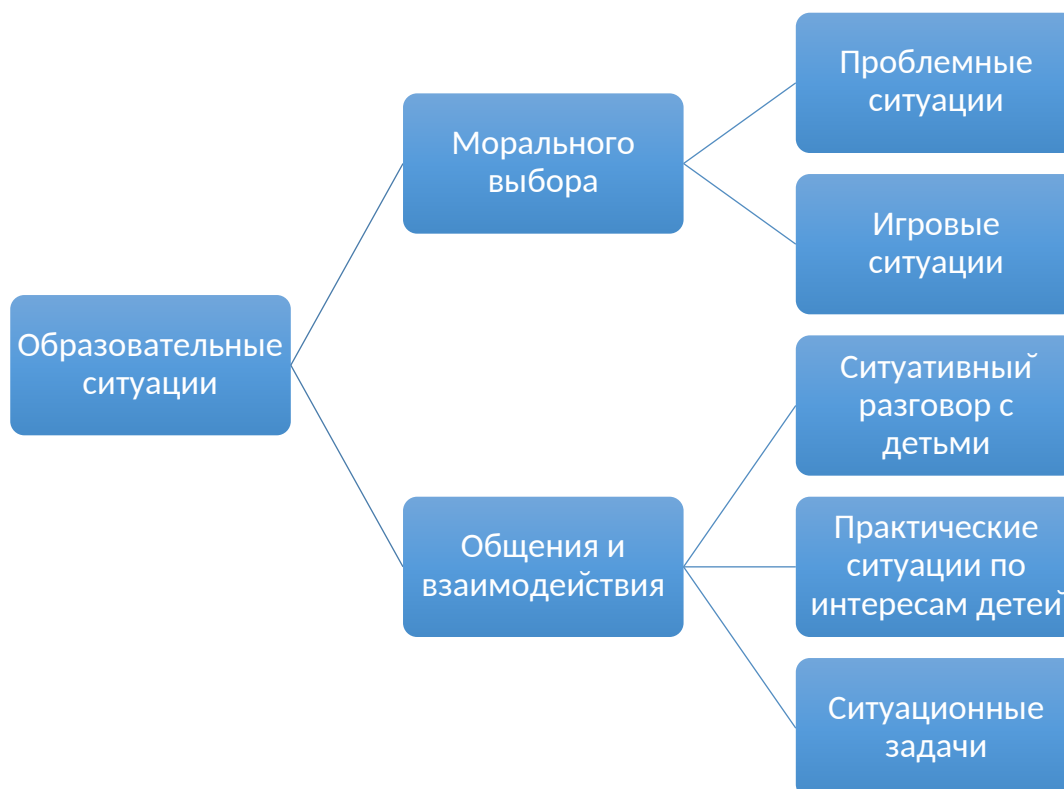 Образовательные
ситуации
Морального
выбора
Проблемные
ситуации
Игровые
ситуации
Общения и
взаимодействия
Ситуативный
разговор с
детьми
Практические
ситуации по
интересам детей
Ситуационные
задачи